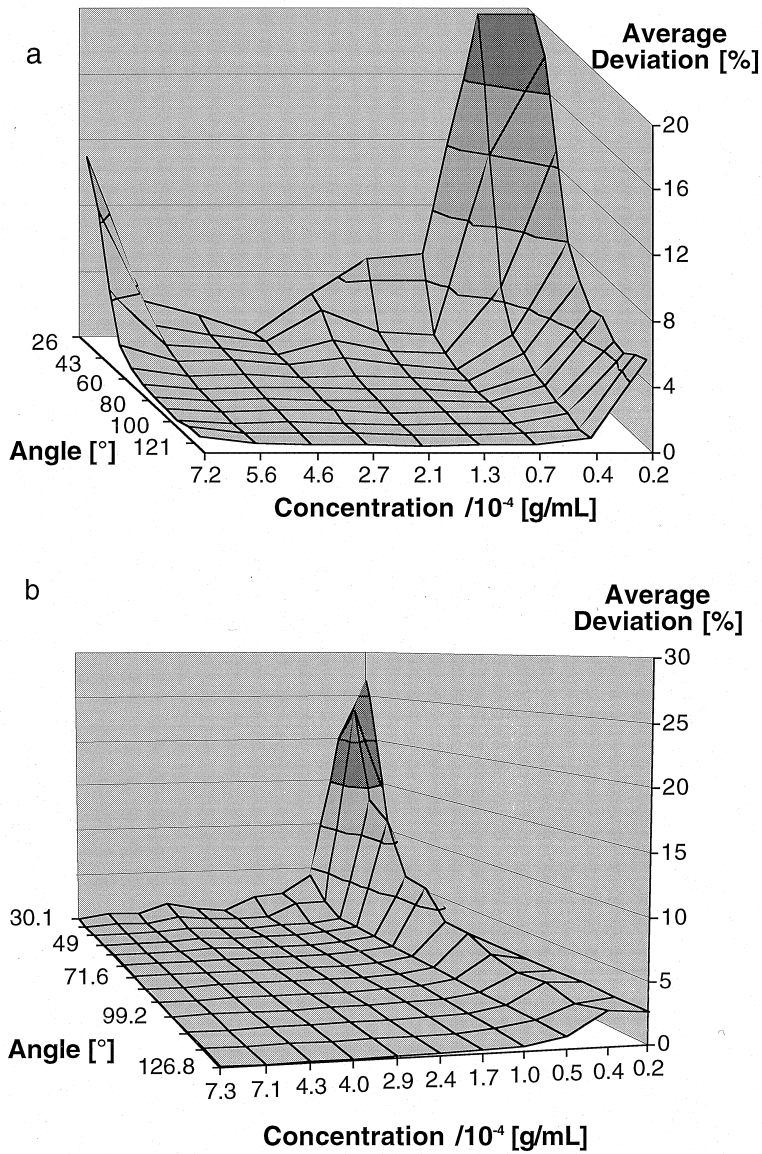 a
Average
Deviation [%]
20
16
12
8
4
0
26
43
60
80
100
121
Angle [°]
7.2 5.6 4.6 2.7 2.1 1.3 0.7 0.4 0.2
Concentration /10-4 [g/mL]
b
Average
Deviation [%]
30
25
20
15
10
5
0
30.1
49
71.6
99.2
126.8
Angle [°]
7.3 7.1 4.3 4.0 2.9 2.4 1.7 1.0 0.5 0.4 0.2
Concentration /10-4 [g/mL]